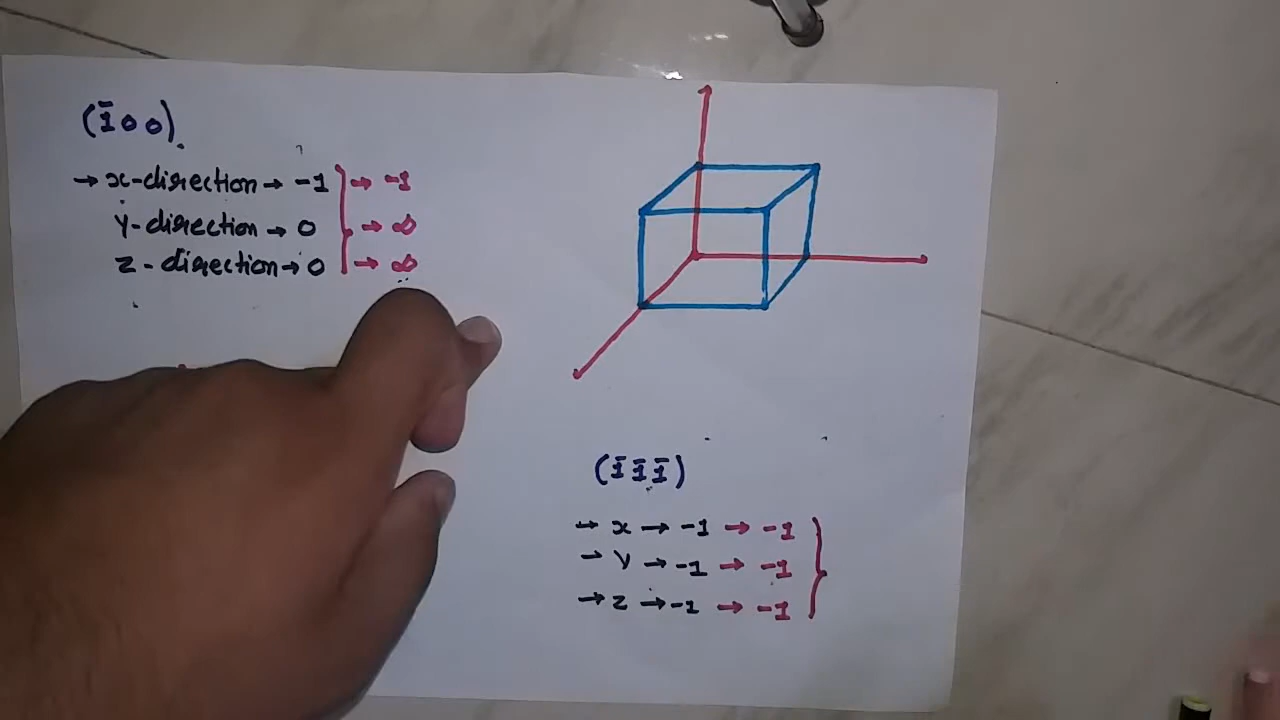 (1̄00)
→ x-direction → -1 } → -1
Y-direction → 0 → ∞
Z-direction → 0 → ∞
(1̄1̄1̄)
→ x → -1 → -1 }
→ Y → -1 → -1
→ Z → -1 → -1